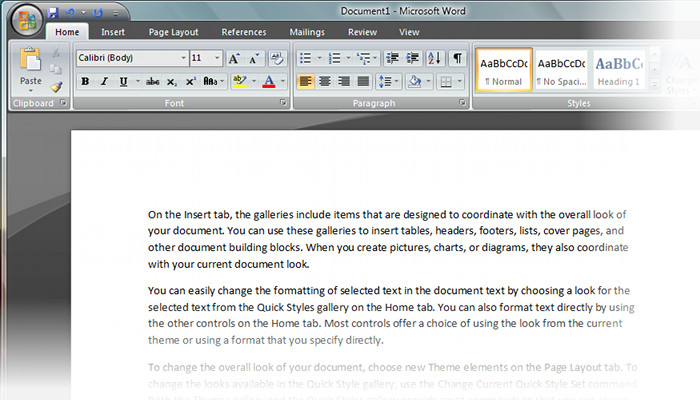 Document1 - Microsoft Word
Home Insert Page Layout References Mailings Review View
Calibri (Body) 11 A A Aa
AaBbCcDc AaBbCcDc AaBbC
Paste
B I U abe x₂ x² Aa A
¶ Normal ¶ No Spaci... Heading 1
Clipboard Font Paragraph Styles
On the Insert tab, the galleries include items that are designed to coordinate with the overall look of
your document. You can use these galleries to insert tables, headers, footers, lists, cover pages, and
other document building blocks. When you create pictures, charts, or diagrams, they also coordinate
with your current document look.
You can easily change the formatting of selected text in the document text by choosing a look for the
selected text from the Quick Styles gallery on the Home tab. You can also format text directly by using
the other controls on the Home tab. Most controls offer a choice of using the look from the current
theme or using a format that you specify directly.
To change the overall look of your document, choose new Theme elements on the Page Layout tab. To
change the looks available in the Quick Style gallery, use the Change Current Quick Style Set command.